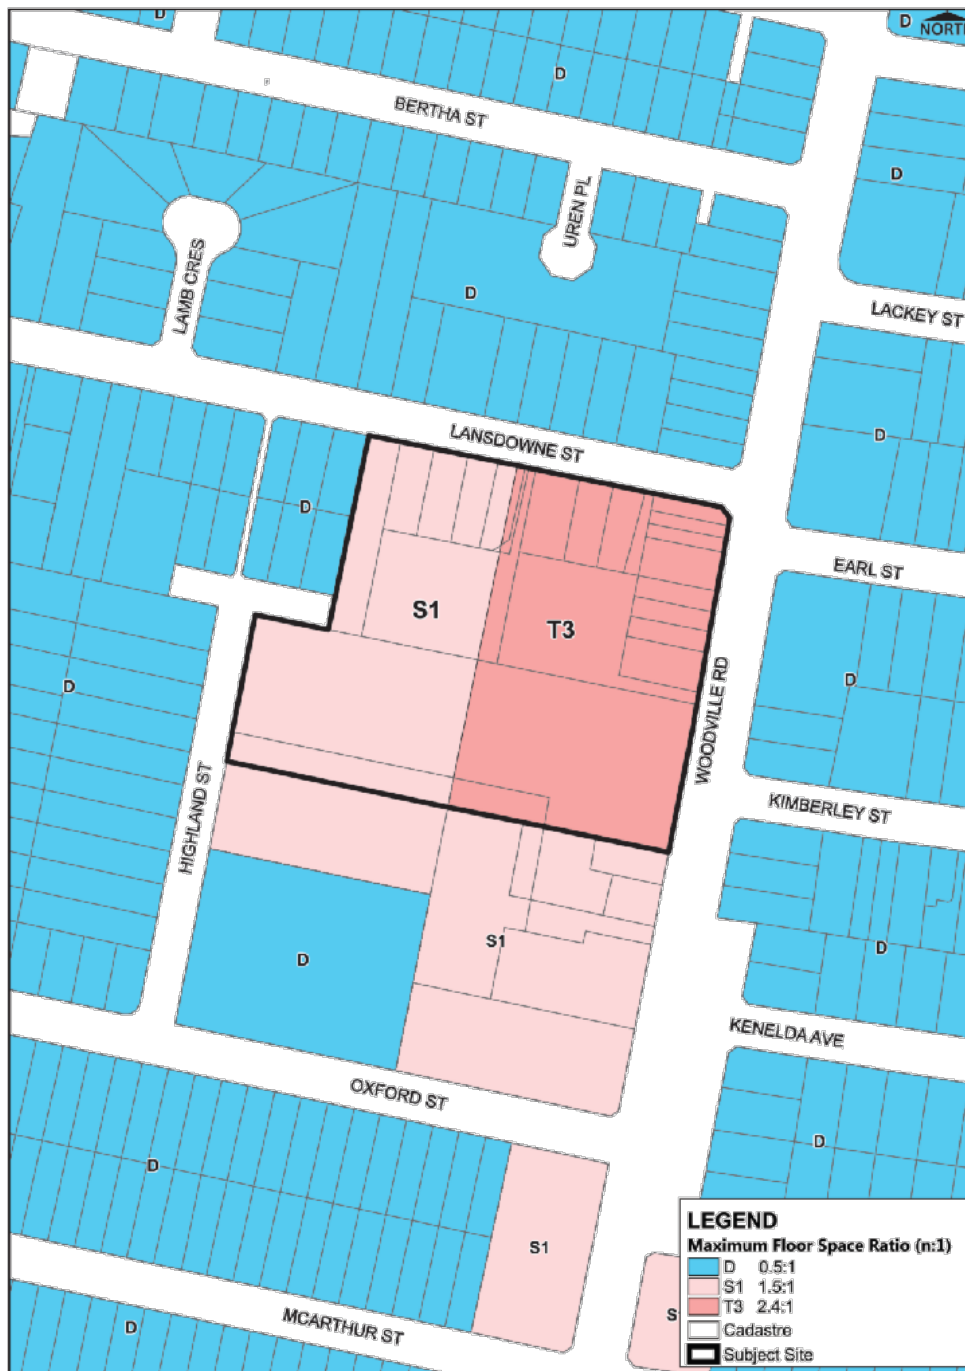 D
D
NORTH
D
BERTHA ST
D
UREN PL
LAMB CRES
D
LACKEY ST
LANSDOWNE ST
D
D
EARL ST
S1
T3
D
D
WOODVILLE RD
HIGHLAND ST
KIMBERLEY ST
S1
D
D
KENELDA AVE
OXFORD ST
D
D
S1
LEGEND
Maximum Floor Space Ratio (n:1)
D 0.5:1
S1 1.5:1
T3 2.4:1
Cadastre
Subject Site
S
MCARTHUR ST
D